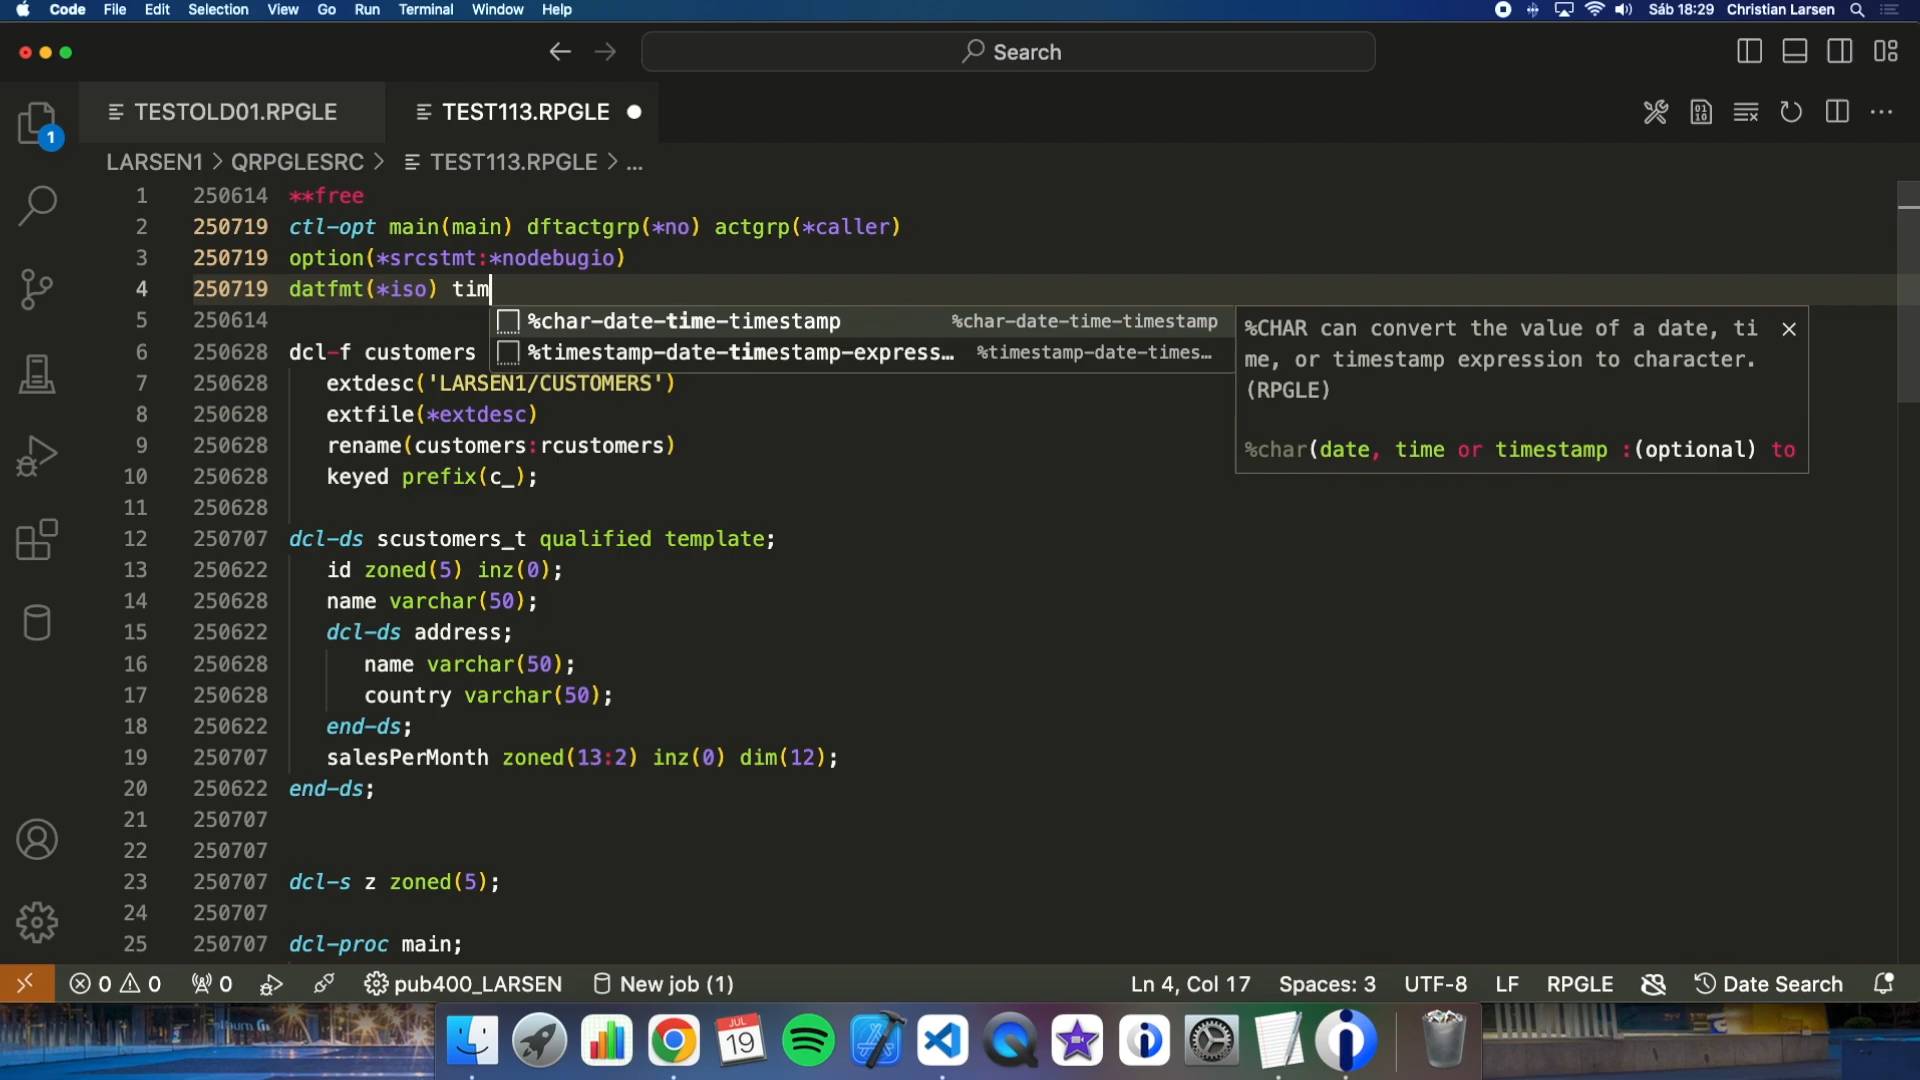 Code File Edit Selection View Go Run Terminal Window Help Sáb 18:29 Christian Larsen
Search
TESTOLD01.RPGLE TEST113.RPGLE
1
LARSEN1 > QRPGLESRC > TEST113.RPGLE > ...
1 250614 **free
2 250719 ctl-opt main(main) dftactgrp(*no) actgrp(*caller)
3 250719 option(*srcstmt:*nodebugio)
4 250719 datfmt(*iso) tim
5 250614
%char-date-time-timestamp %char-date-time-timestamp
%timestamp-date-timestamp-express... %timestamp-date-times...
%CHAR can convert the value of a date, ti
me, or timestamp expression to character.
(RPGLE)
%char(date, time or timestamp :(optional) to
6 250628 dcl-f customers
7 250628 extdesc('LARSEN1/CUSTOMERS')
8 250628 extfile(*extdesc)
9 250628 rename(customers:rcustomers)
10 250628 keyed prefix(c_);
11 250628
12 250707 dcl-ds scustomers_t qualified template;
13 250622 id zoned(5) inz(0);
14 250628 name varchar(50);
15 250622 dcl-ds address;
16 250628 name varchar(50);
17 250628 country varchar(50);
18 250622 end-ds;
19 250707 salesPerMonth zoned(13:2) inz(0) dim(12);
20 250622 end-ds;
21 250707
22 250707
23 250707 dcl-s z zoned(5);
24 250707
25 250707 dcl-proc main;
0 0 0 pub400_LARSEN New job (1) Ln 4, Col 17 Spaces: 3 UTF-8 LF RPGLE Date Search
JUL
19